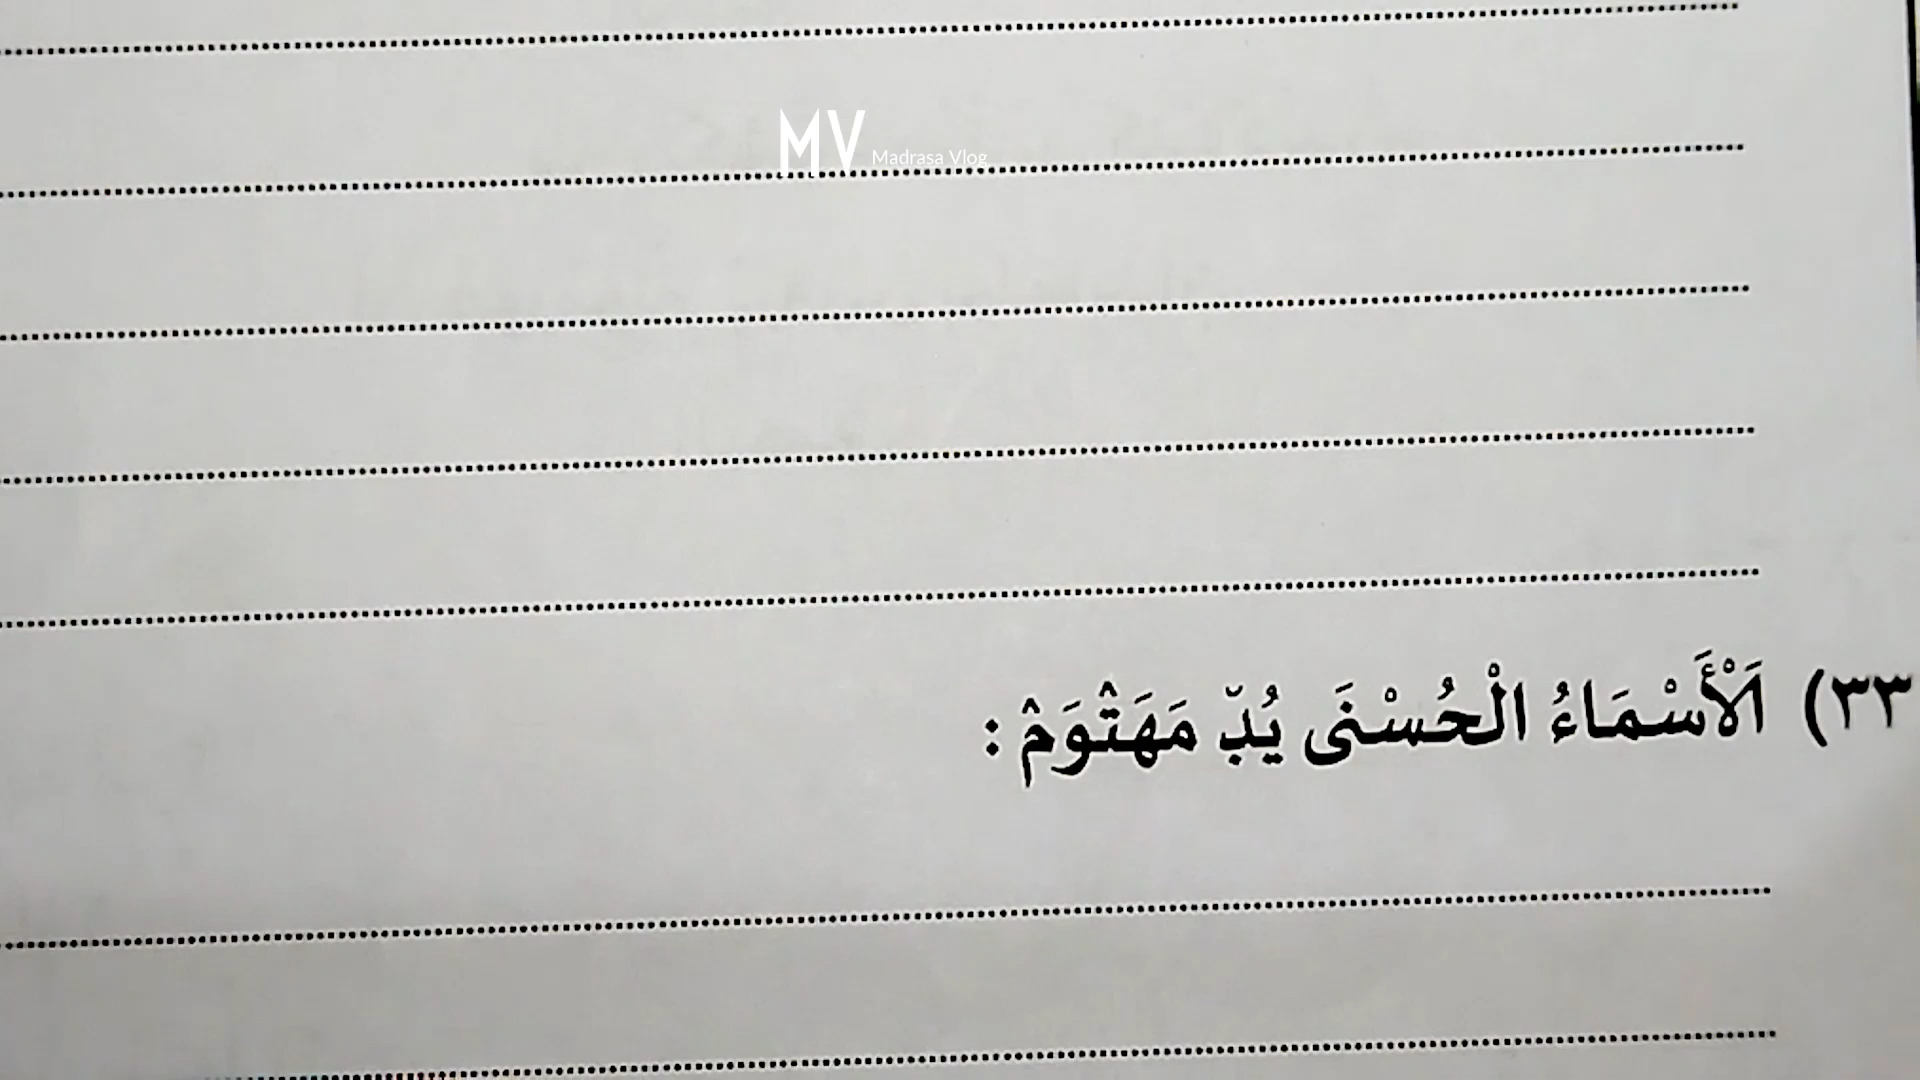 MV Madrasa Vlog
٣٣) اَلْأَسْمَاءُ الْحُسْنَى يُڊّ مَهَتْوَمْ :